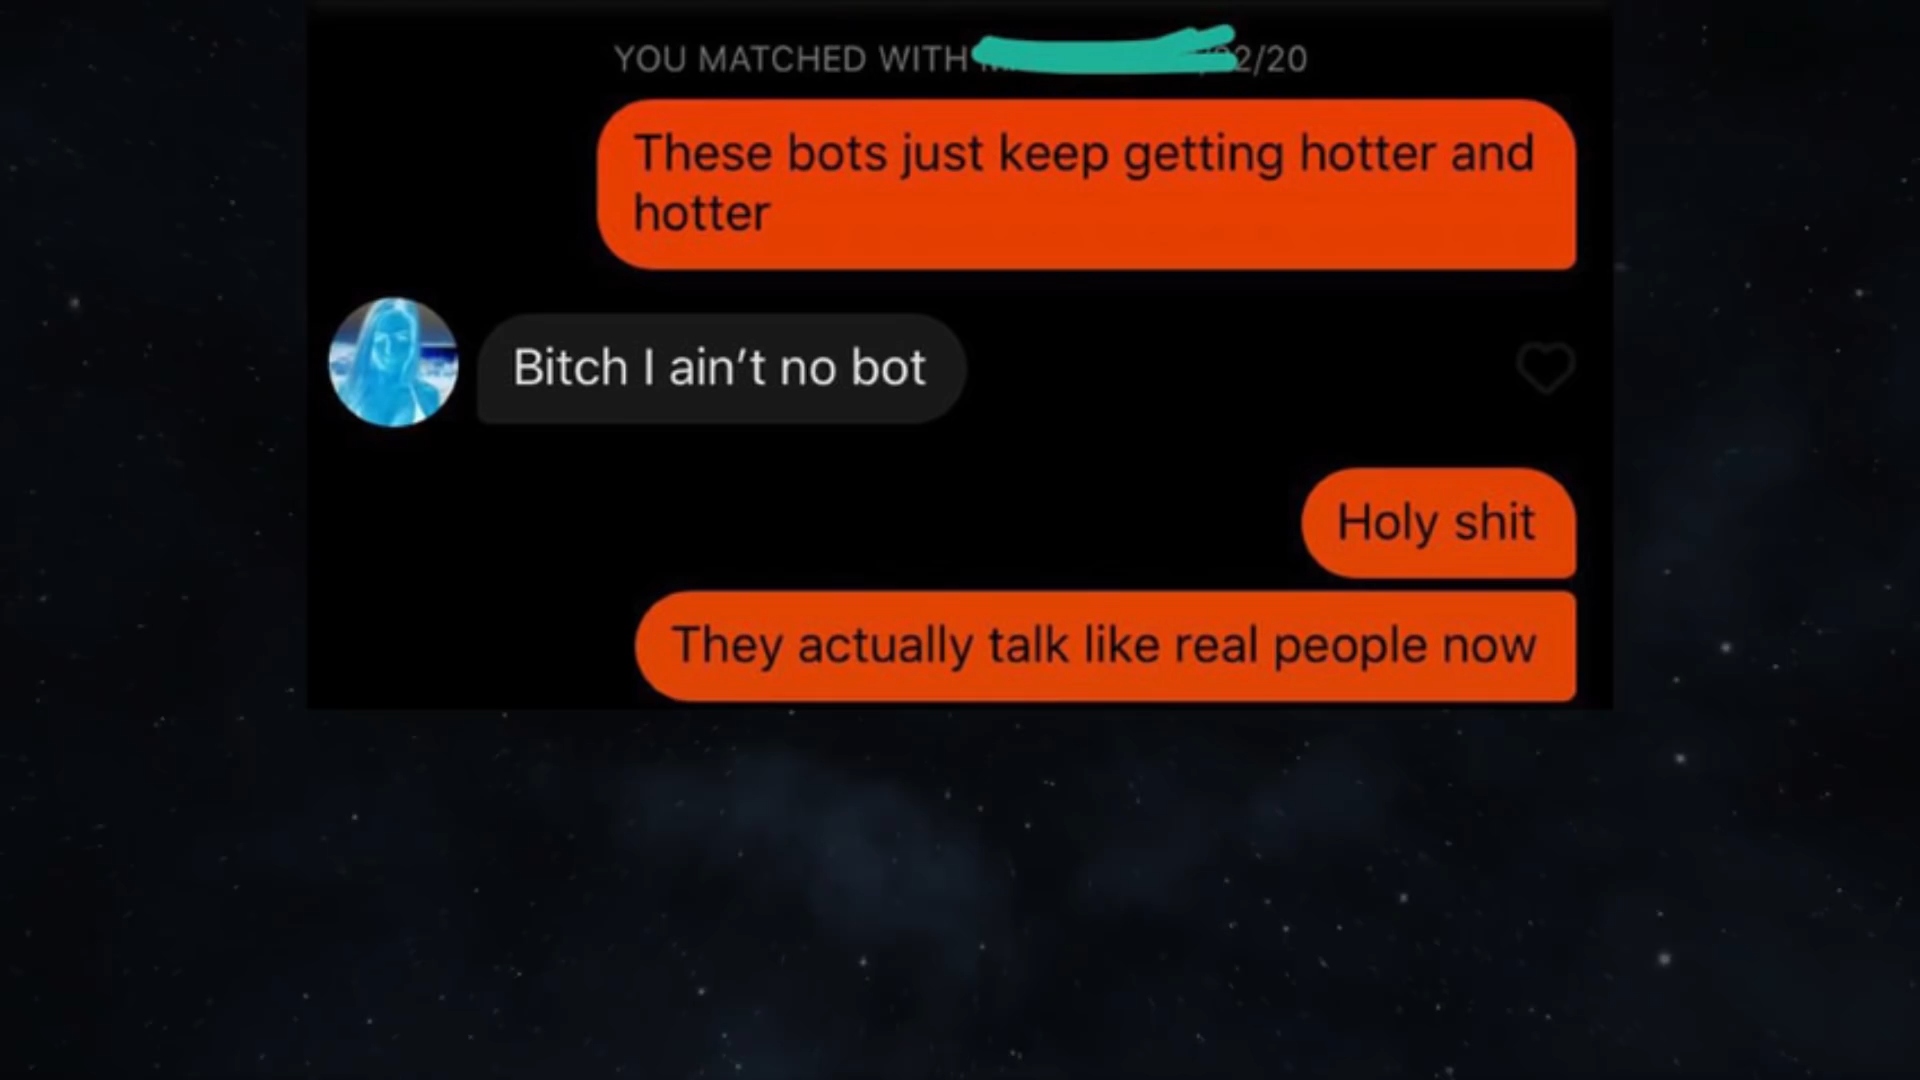 YOU MATCHED WITH 2/20
These bots just keep getting hotter and
hotter
Bitch I ain't no bot
Holy shit
They actually talk like real people now